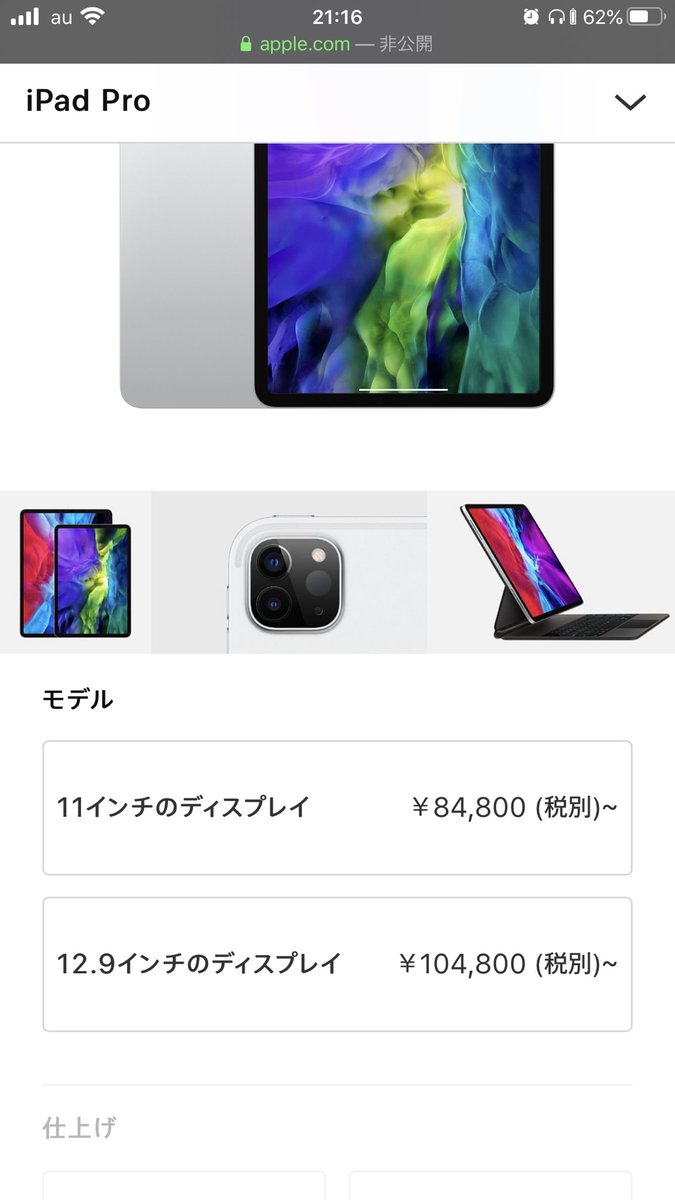 au 21:16 62%
apple.com — 非公開
iPad Pro
モデル
11インチのディスプレイ ¥84,800 (税別)~
12.9インチのディスプレイ ¥104,800 (税別)~
仕上げ